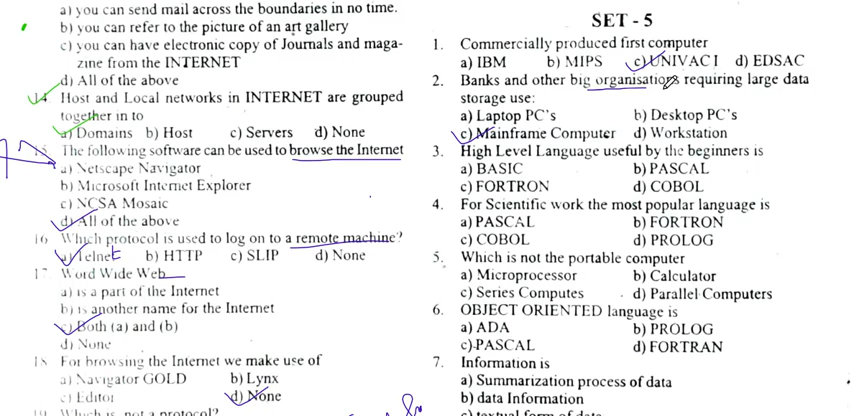 a) you can send mail across the boundaries in no time.
b) you can refer to the picture of an art gallery
c) you can have electronic copy of Journals and maga-
zine from the INTERNET
d) All of the above
14. Host and Local networks in INTERNET are grouped
together in to
a) Domains b) Host c) Servers d) None
15. The following software can be used to browse the Internet
a) Netscape Navigator
b) Microsoft Internet Explorer
c) NCSA Mosaic
d) All of the above
16. Which protocol is used to log on to a remote machine?
a) Telnet b) HTTP c) SLIP d) None
17. Word Wide Web
a) is a part of the Internet
b) is another name for the Internet
c) Both (a) and (b)
d) None
18. For browsing the Internet we make use of
a) Navigator GOLD b) Lynx
c) Editor d) None
19. Which is not a protocol?
SET - 5
1. Commercially produced first computer
a) IBM b) MIPS c) UNIVAC I d) EDSAC
2. Banks and other big organisations requiring large data
storage use:
a) Laptop PC's b) Desktop PC's
c) Mainframe Computer d) Workstation
3. High Level Language useful by the beginners is
a) BASIC b) PASCAL
c) FORTRON d) COBOL
4. For Scientific work the most popular language is
a) PASCAL b) FORTRON
c) COBOL d) PROLOG
5. Which is not the portable computer
a) Microprocessor b) Calculator
c) Series Computes d) Parallel Computers
6. OBJECT ORIENTED language is
a) ADA b) PROLOG
c) PASCAL d) FORTRAN
7. Information is
a) Summarization process of data
b) data Information
c) textual form of data